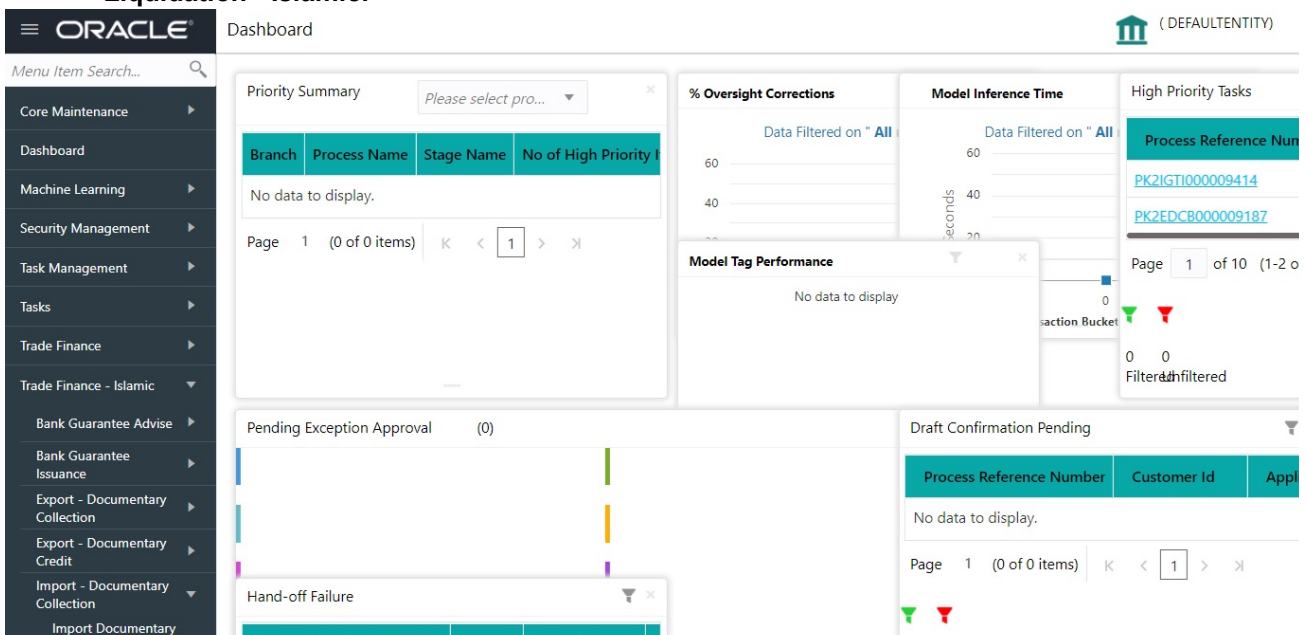 ORACLE
Dashboard
( DEFAULTENTITY)
Menu Item Search...
Core Maintenance
Dashboard
Machine Learning
Security Management
Task Management
Tasks
Trade Finance
Trade Finance - Islamic
Bank Guarantee Advise
Bank Guarantee
Issuance
Export - Documentary
Collection
Export - Documentary
Credit
Import - Documentary
Collection
Import Documentary
Priority Summary
Please select pro...
Branch Process Name Stage Name No of High Priority
No data to display.
Page 1 (0 of 0 items) 1
% Oversight Corrections
Data Filtered on " All
60
40
Model Inference Time
Data Filtered on " All
60
40
20
0
Model Tag Performance
No data to display
High Priority Tasks
Process Reference Num
PK2IGTI000009414
PK2EDCB000009187
Page 1 of 10 (1-2 o
0 0
Filtered Unfiltered
Pending Exception Approval (0)
Draft Confirmation Pending
Process Reference Number Customer Id Appli
No data to display.
Page 1 (0 of 0 items) 1
Hand-off Failure